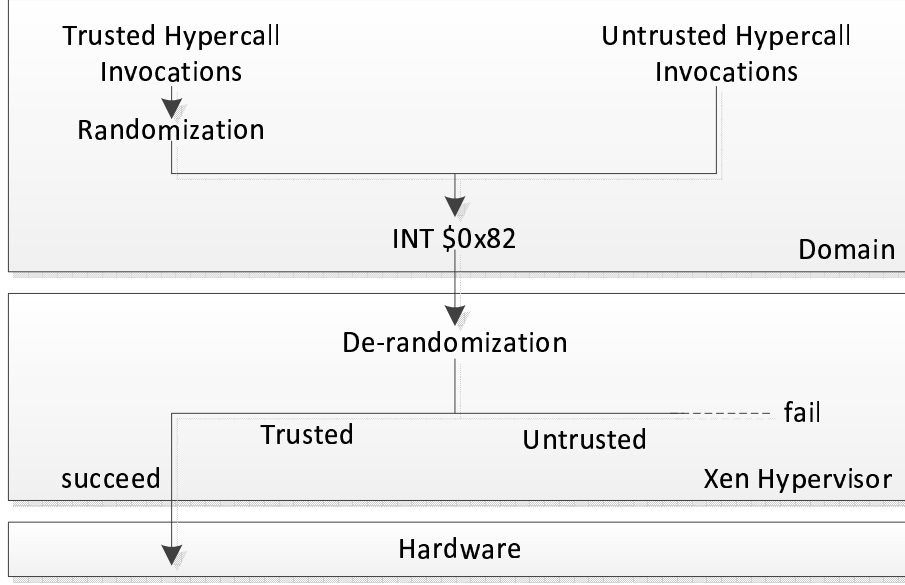 Trusted Hypercall
Invocations
Untrusted Hypercall
Invocations
Randomization
INT $0x82
Domain
De-randomization
fail
Trusted
Untrusted
succeed
Xen Hypervisor
Hardware